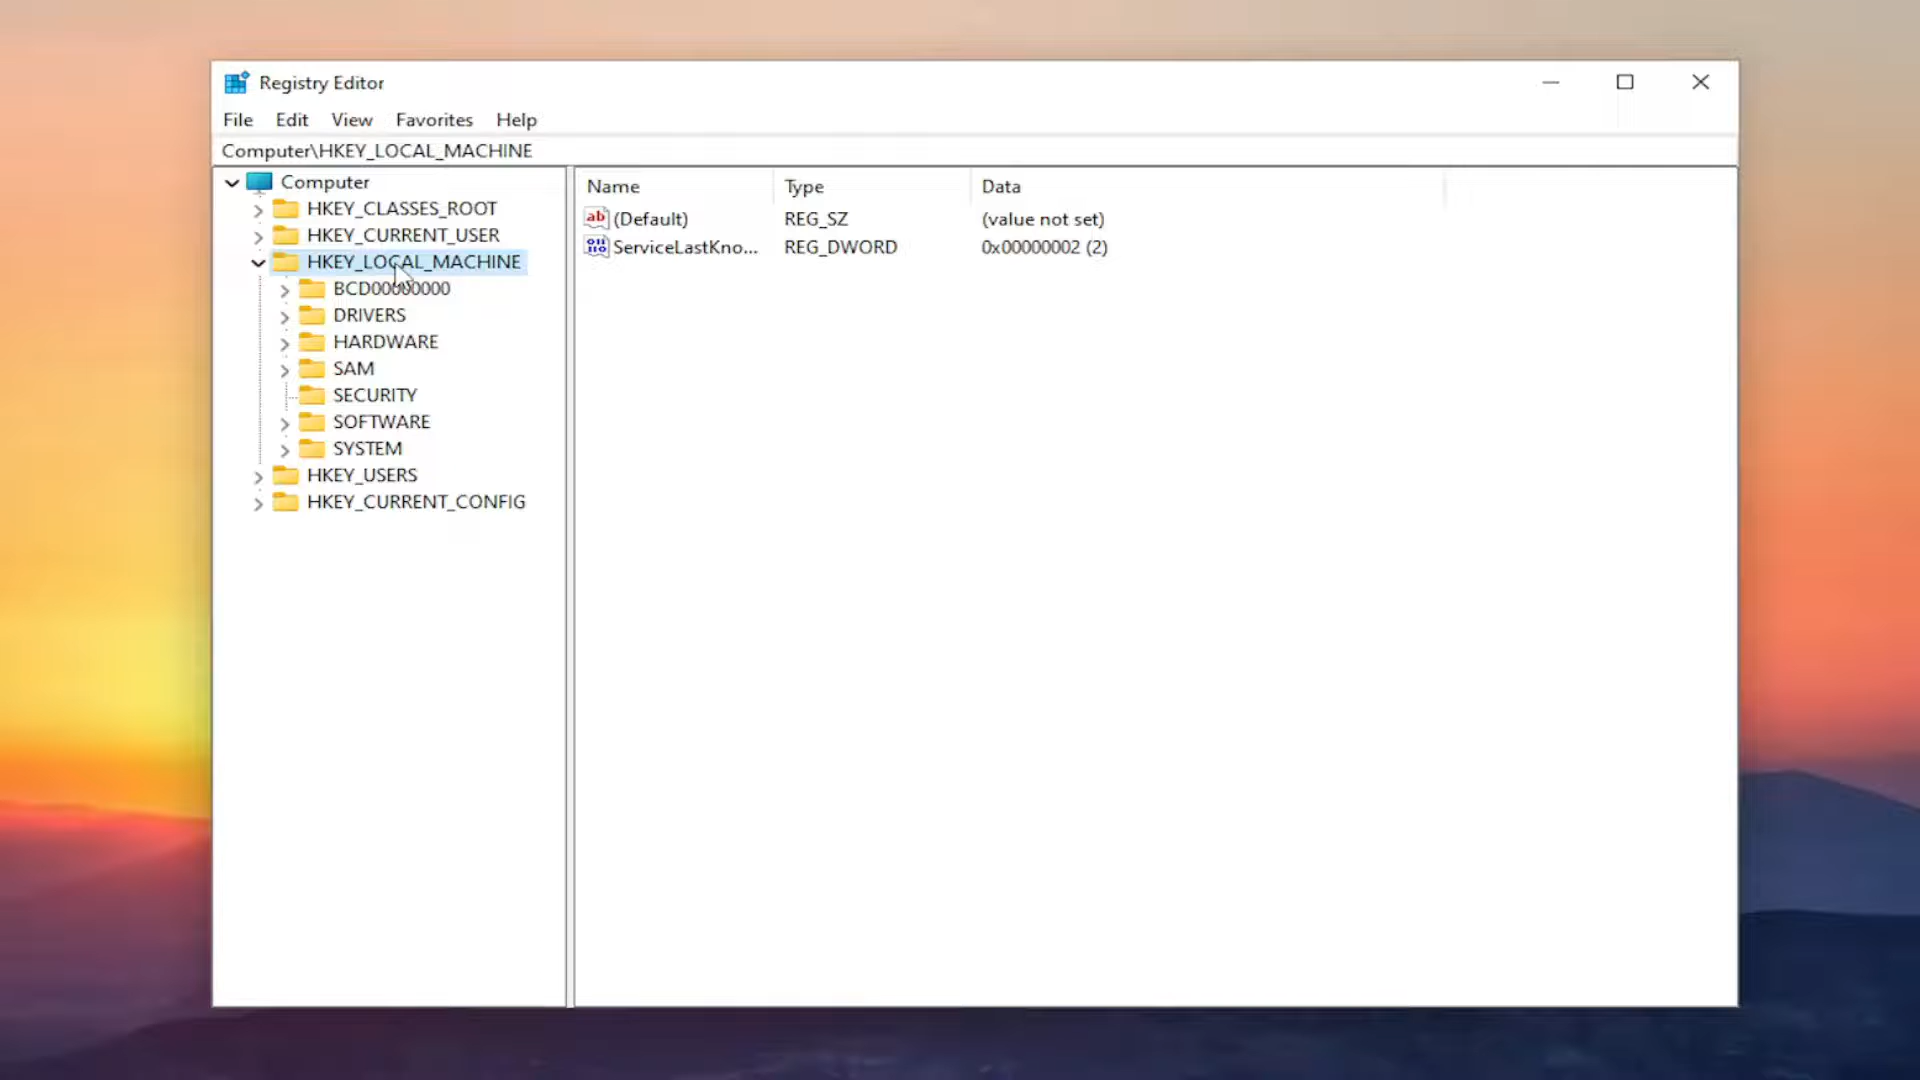 Registry Editor
File Edit View Favorites Help
Computer\HKEY_LOCAL_MACHINE
Computer
HKEY_CLASSES_ROOT
HKEY_CURRENT_USER
HKEY_LOCAL_MACHINE
BCD00000000
DRIVERS
HARDWARE
SAM
SECURITY
SOFTWARE
SYSTEM
HKEY_USERS
HKEY_CURRENT_CONFIG
Name Type Data
(Default) REG_SZ (value not set)
ServiceLastKno... REG_DWORD 0x00000002 (2)